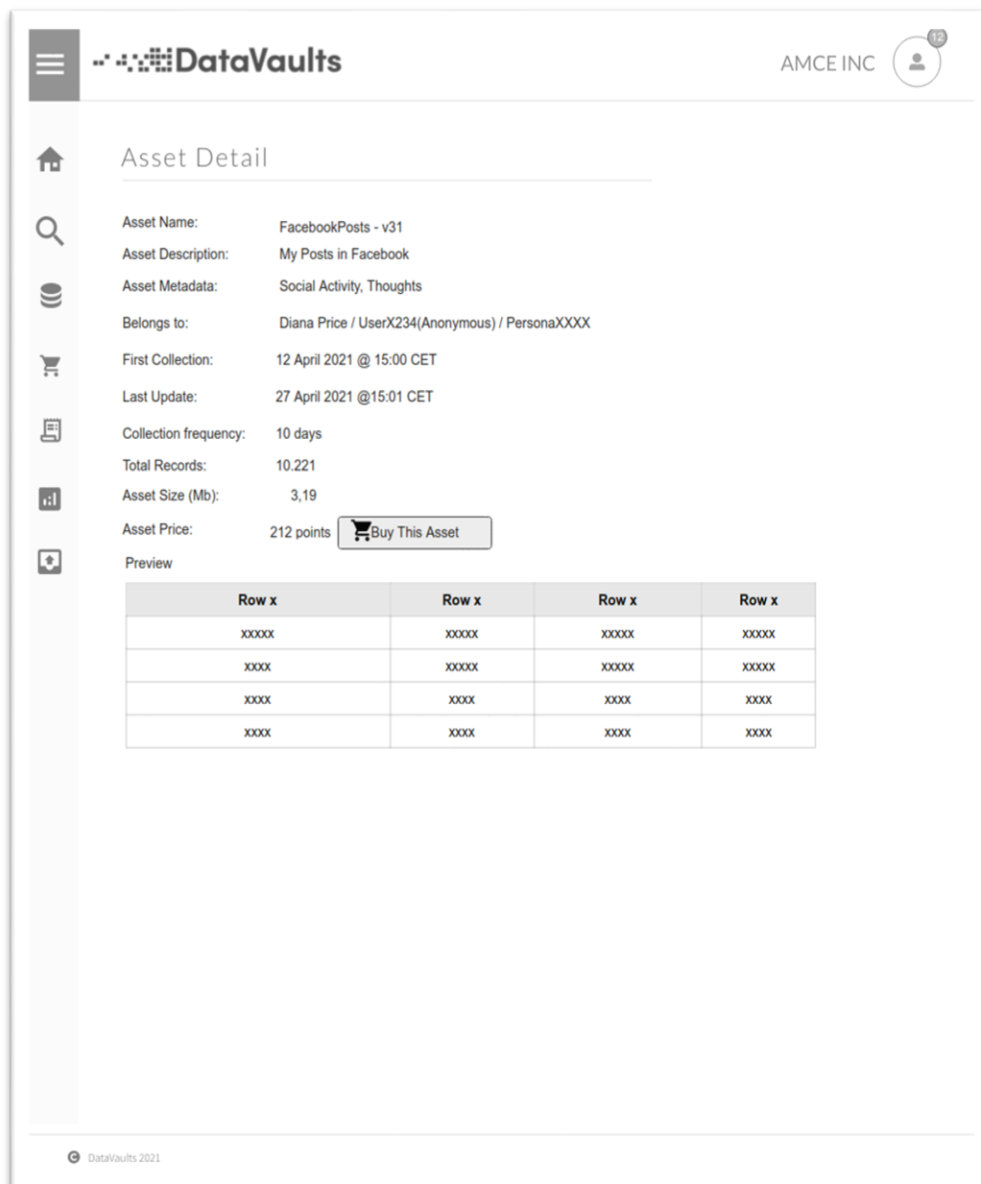 DataVaults
AMCE INC
12
Asset Detail
Asset Name: FacebookPosts - v31
Asset Description: My Posts in Facebook
Asset Metadata: Social Activity, Thoughts
Belongs to: Diana Price / UserX234(Anonymous) / PersonaXXXX
First Collection: 12 April 2021 @ 15:00 CET
Last Update: 27 April 2021 @15:01 CET
Collection frequency: 10 days
Total Records: 10.221
Asset Size (Mb): 3,19
Asset Price: 212 points Buy This Asset
Preview
Row x Row x Row x Row x
xxxxx xxxxx xxxxx xxxxx
xxxx xxxxx xxxxx xxxxx
xxxx xxxx xxxx xxxx
xxxx xxxx xxxx xxxx
© DataVaults 2021